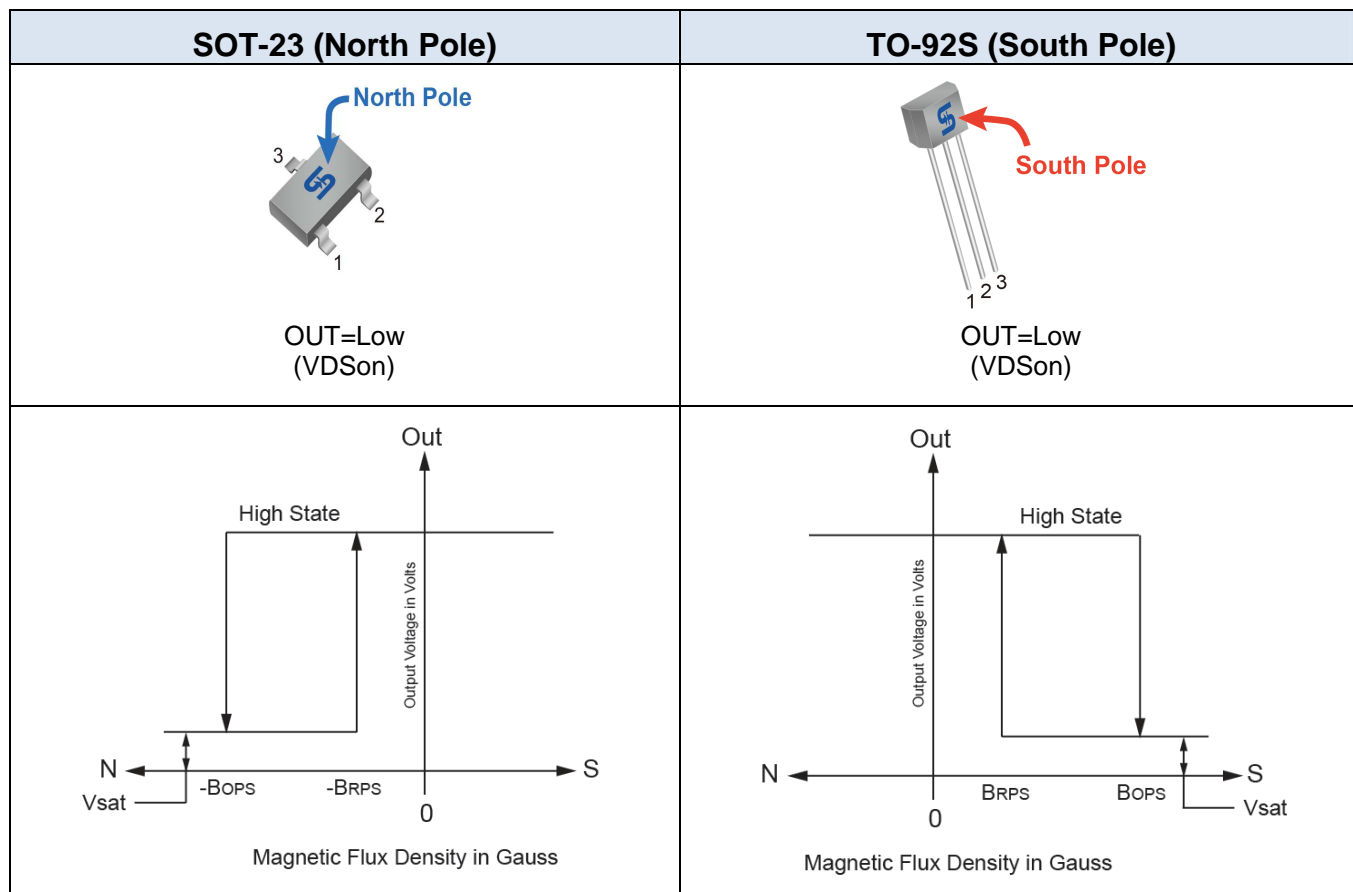 SOT-23 (North Pole)
TO-92S (South Pole)
North Pole
3
2
1
OUT=Low
(VDSon)
South Pole
1 2 3
OUT=Low
(VDSon)
Out
High State
Output Voltage in Volts
N
S
-BOPS
-BRPS
Vsat
0
Magnetic Flux Density in Gauss
Out
High State
Output Voltage in Volts
N
S
BRPS
BOPS
Vsat
0
Magnetic Flux Density in Gauss